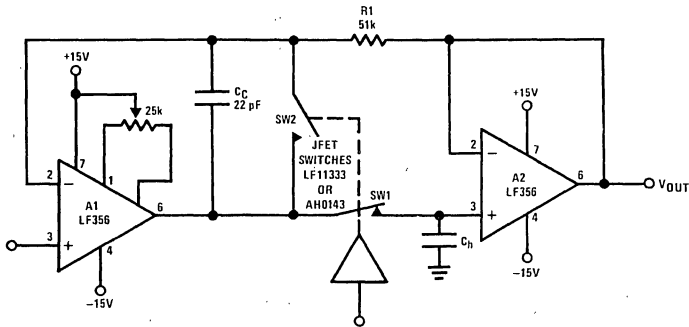 R1
51k
+15V
25k
7
1
2
−
A1
LF356
6
3
+
4
−15V
CC
22 pF
SW2
JFET
SWITCHES
LF11333
OR
AH0143
SW1
Ch
+15V
7
2
−
A2
LF356
6
3
+
4
−15V
VOUT